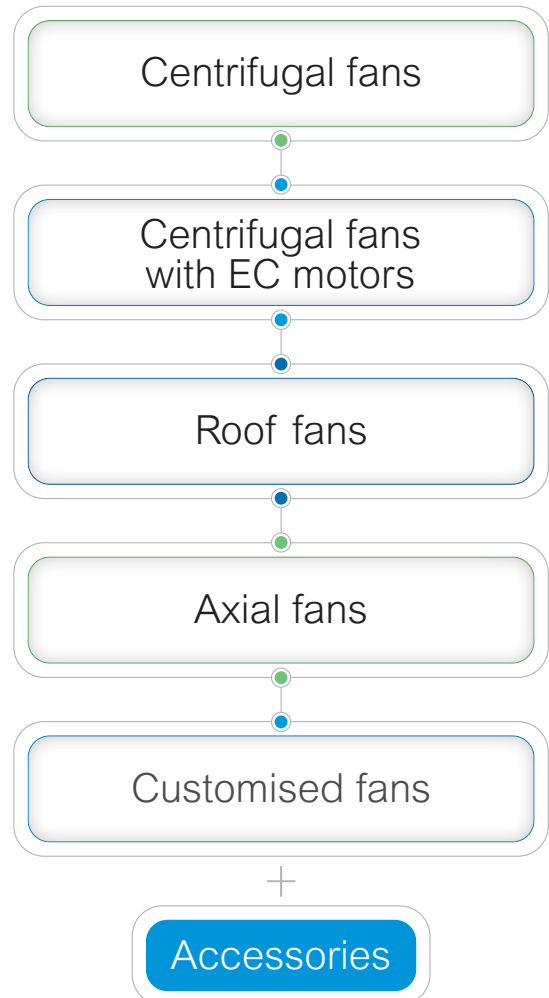 Centrifugal fans
Centrifugal fans
with EC motors
Roof fans
Axial fans
Customised fans
+
Accessories